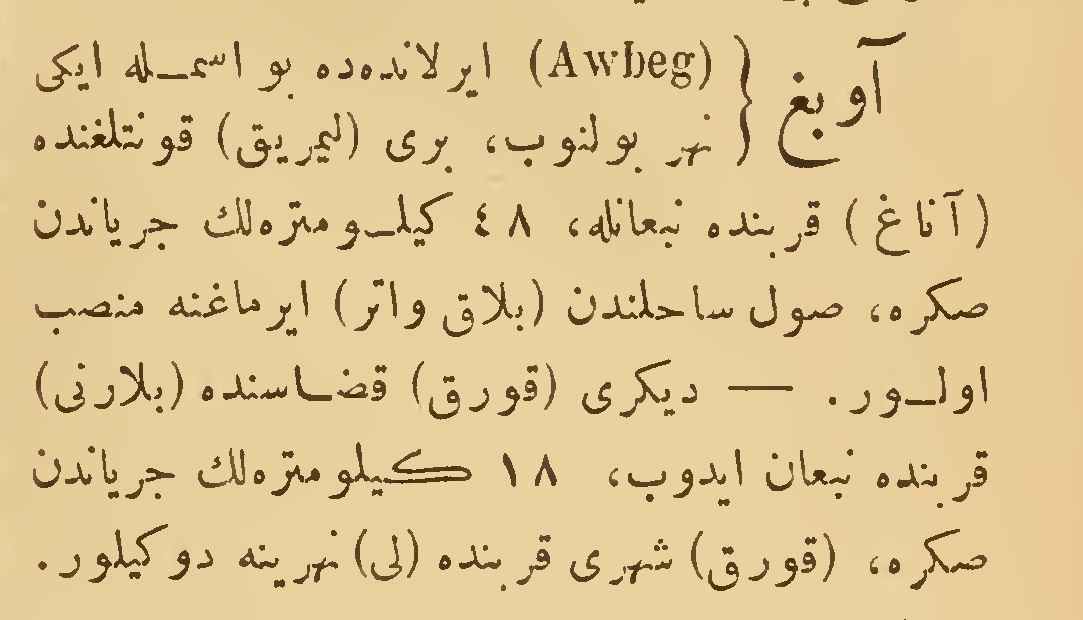 آوبغ { (Awbeg) ایرلانده‌ده بو اسمله ایکی
نهر بولنوب، بری (لیمریق) قونتلغنده
(آناغ) قربنده نبعانله، ٤٨ کیلومتره‌لك جریاندن
صکره، صول ساحلندن (بلاق واتر) ایرماغنه منصب
اولور. — دیکری (قورق) قضاسنده (بلارنی)
قربنده نبعان ایدوب، ١٨ کیلومتره‌لك جریاندن
صکره، (قورق) شهری قربنده (لی) نهرینه دوکیلور.